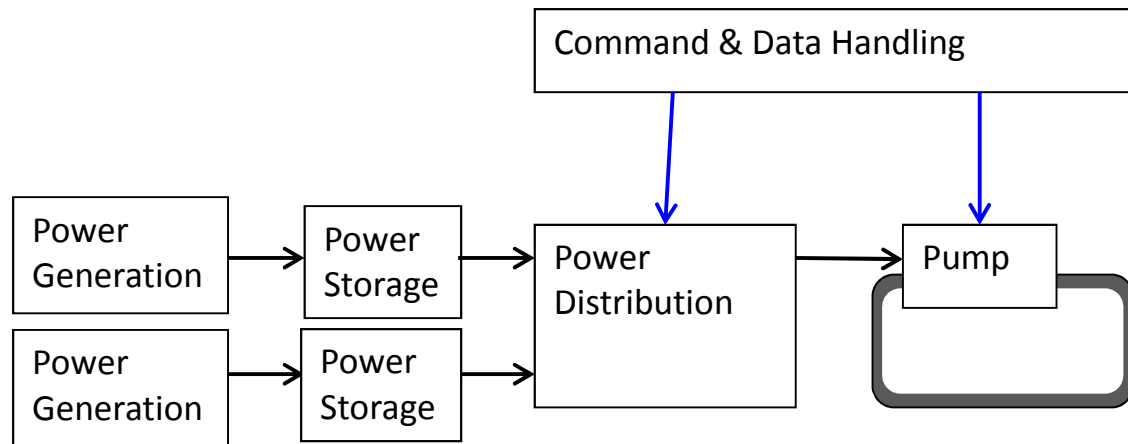 Command & Data Handling
Power
Generation
Power
Storage
Power
Distribution
Pump
Power
Generation
Power
Storage